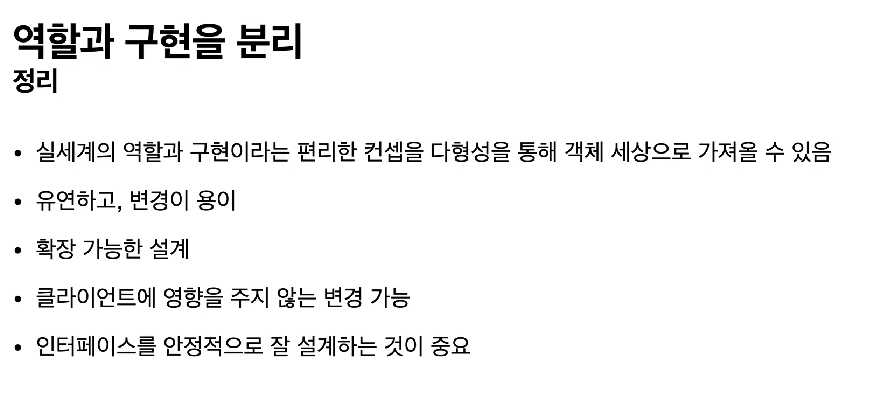 역할과 구현을 분리
정리
• 실세계의 역할과 구현이라는 편리한 컨셉을 다형성을 통해 객체 세상으로 가져올 수 있음
• 유연하고, 변경이 용이
• 확장 가능한 설계
• 클라이언트에 영향을 주지 않는 변경 가능
• 인터페이스를 안정적으로 잘 설계하는 것이 중요